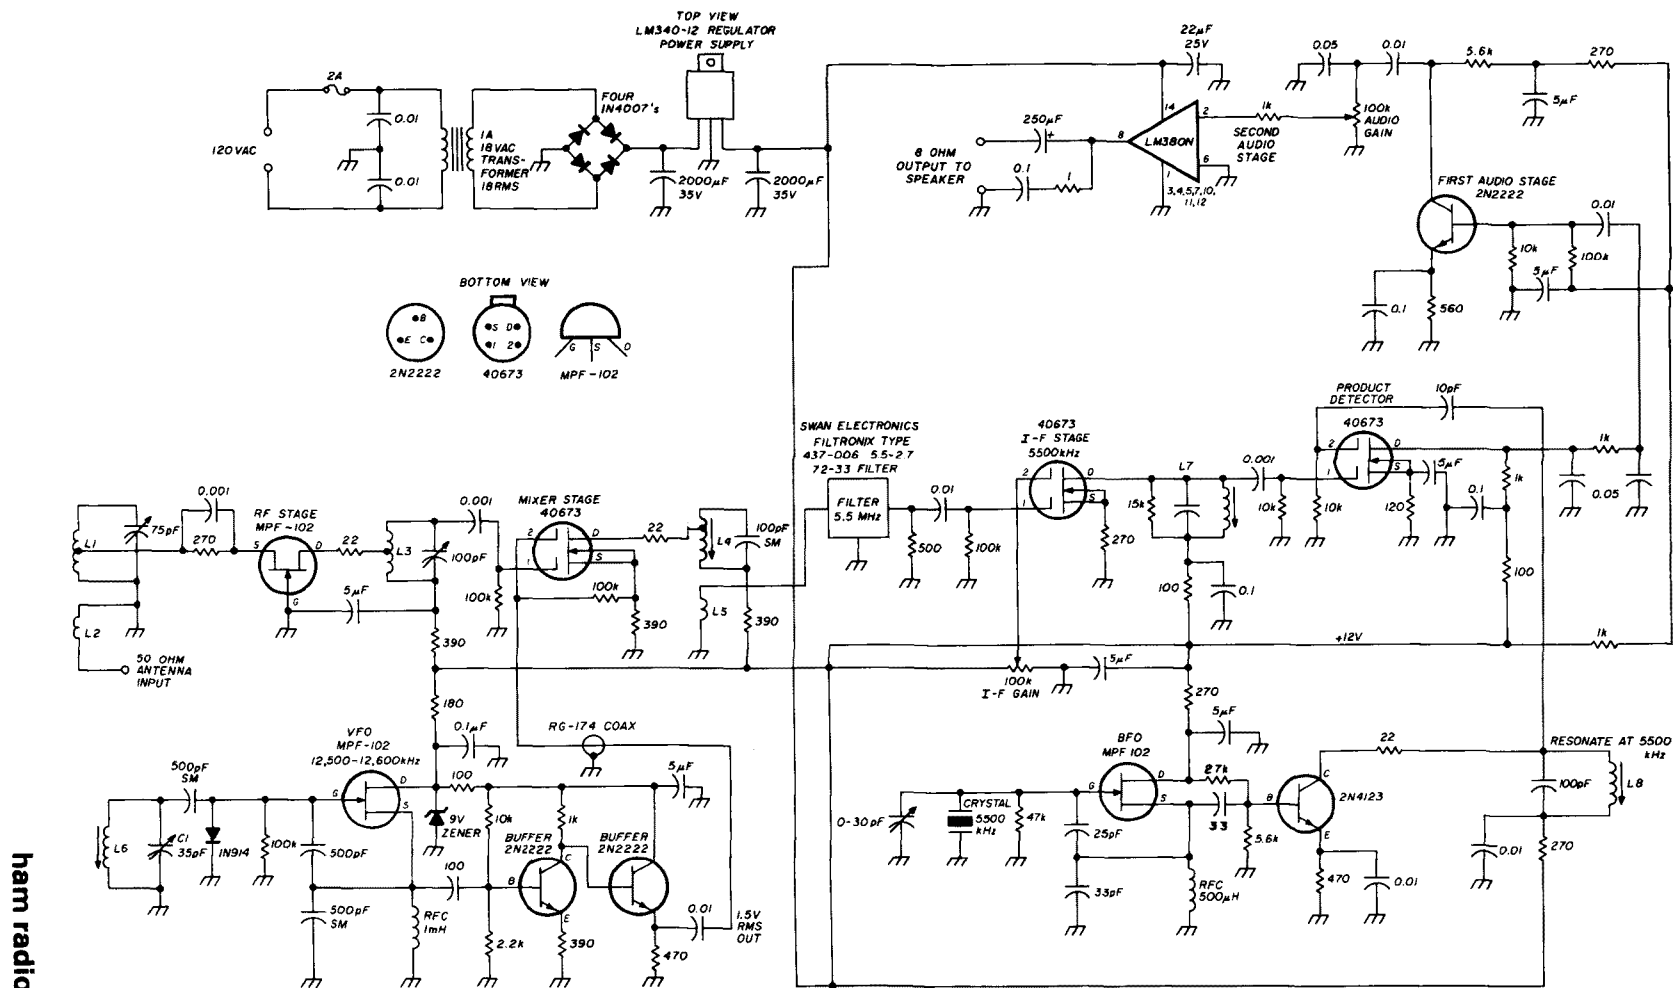 TOP VIEW
LM340-12 REGULATOR
POWER SUPPLY
2A
120VAC
0.01
0.01
1A
18VAC
TRANS-
FORMER
18RMS
FOUR
1N4007's
2000µF
35V
2000µF
35V
22µF
25V
14
2
LM380N
8
6
1
3,4,5,7,10,
11,12
250µF
+
0.1
1
8 OHM
OUTPUT TO
SPEAKER
1k
SECOND
AUDIO
STAGE
0.05
0.01
100k
AUDIO
GAIN
5.6k
270
5µF
FIRST AUDIO STAGE
2N2222
0.01
10k
100k
5µF
0.1
560
BOTTOM VIEW
B
E C
2N2222
S D
1 2
40673
G S D
MPF-102
L1
75pF
L2
50 OHM
ANTENNA
INPUT
0.001
270
RF STAGE
MPF-102
S
D
G
22
L3
100pF
5µF
390
0.001
100k
MIXER STAGE
40673
2
1
D
S
100k
390
22
L4
100pF
SM
L5
390
SWAN ELECTRONICS
FILTRONIX TYPE
437-006 5.5-2.7
72-33 FILTER
FILTER
5.5 MHz
500
0.01
100k
40673
I-F STAGE
5500kHz
2
1
D
S
270
15k
L7
100
0.1
0.001
10k
10k
PRODUCT
DETECTOR
40673
2
1
D
S
10pF
5µF
120
0.1
1k
100
1k
0.05
+12V
1k
100k
I-F GAIN
5µF
180
0.1µF
RG-174 COAX
VFO
MPF-102
12,500-12,600kHz
500pF
SM
L6
C1
35pF
1N914
100k
500pF
500pF
SM
G
D
S
RFC
1mH
9V
ZENER
100
10k
100
2.2k
1k
BUFFER
2N2222
B
C
E
390
BUFFER
2N2222
5µF
470
0.01
1.5V
RMS
OUT
270
5µF
BFO
MPF 102
G
D
S
0-30pF
CRYSTAL
5500
kHz
47k
25pF
33pF
RFC
500µH
27k
33
5.6k
B
C
E
2N4123
470
0.01
22
RESONATE AT 5500
kHz
100pF
L8
0.01
270
ham radio